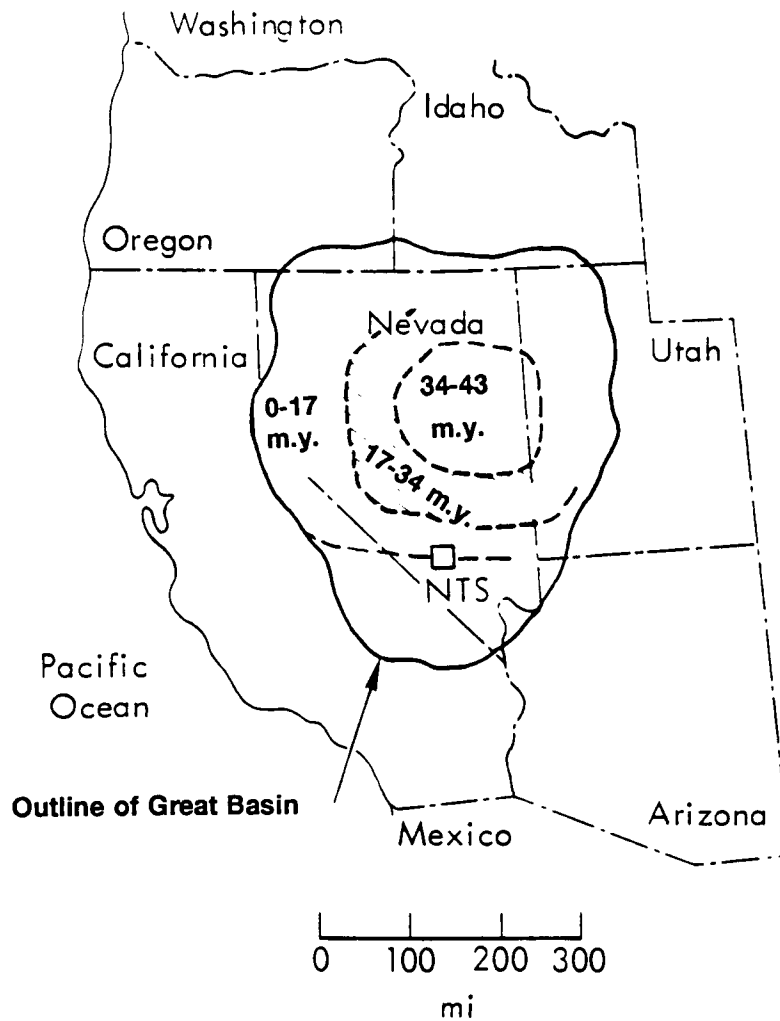 Washington
Idaho
Oregon
Nevada
California
Utah
34-43
m.y.
0-17
m.y.
17-34 m.y.
NTS
Pacific
Ocean
Outline of Great Basin
Mexico
Arizona
0 100 200 300
mi